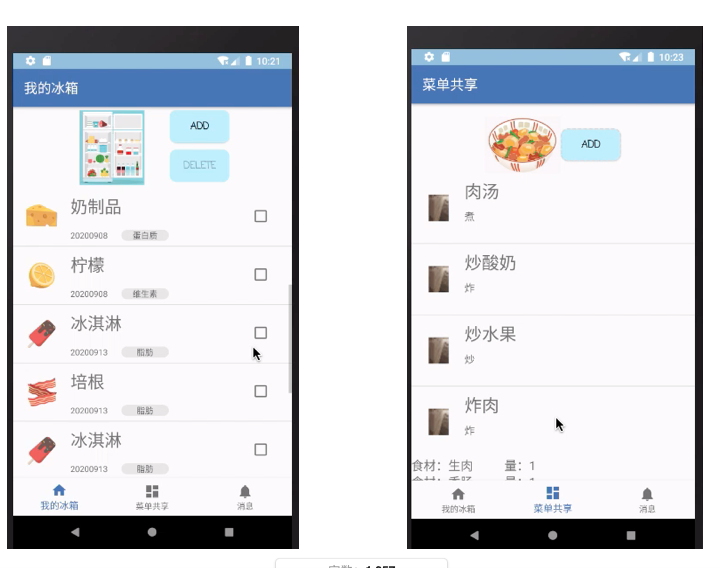 10:21
我的冰箱
ADD
DELETE
奶制品
20200908 蛋白质
柠檬
20200908 维生素
冰淇淋
20200913 脂肪
培根
20200913 脂肪
冰淇淋
20200913 脂肪
我的冰箱 菜单共享 消息
10:23
菜单共享
ADD
肉汤
煮
炒酸奶
炸
炒水果
炒
炸肉
炸
食材：生肉 量：1
我的冰箱 菜单共享 消息